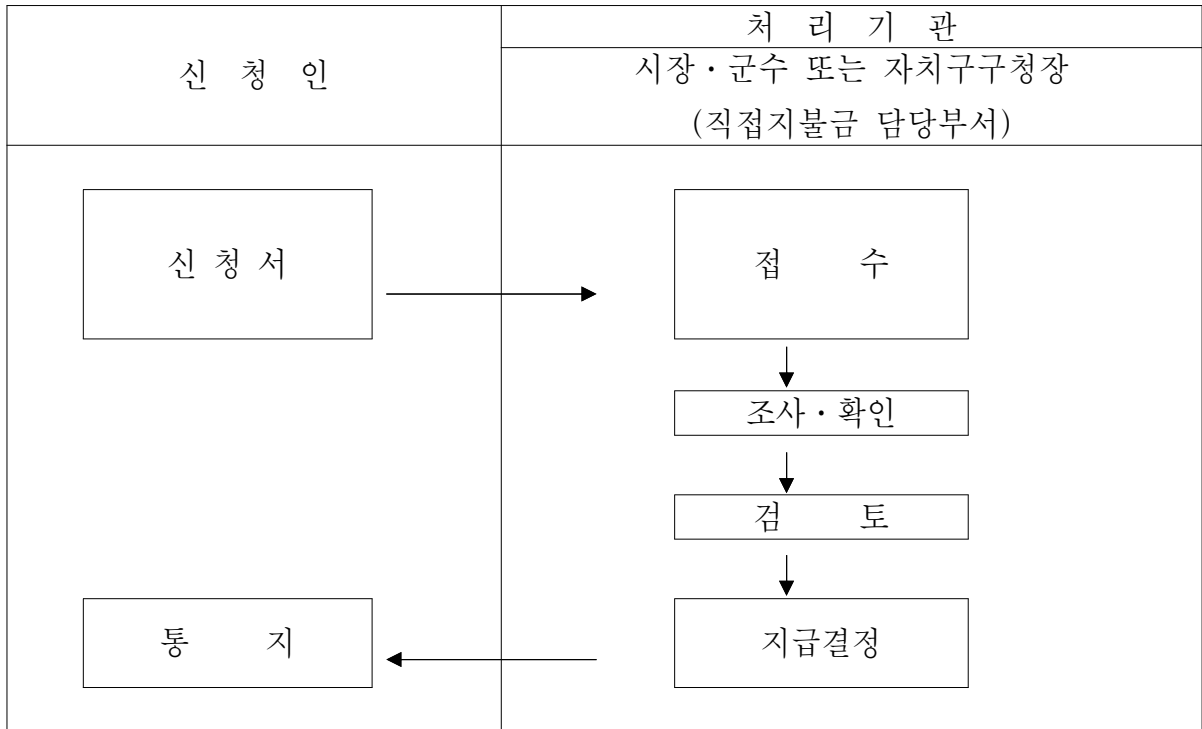 신 청 인
처 리 기 관
시장·군수 또는 자치구구청장
(직접지불금 담당부서)
신 청 서
접 수
조사·확인
검 토
지급결정
통 지